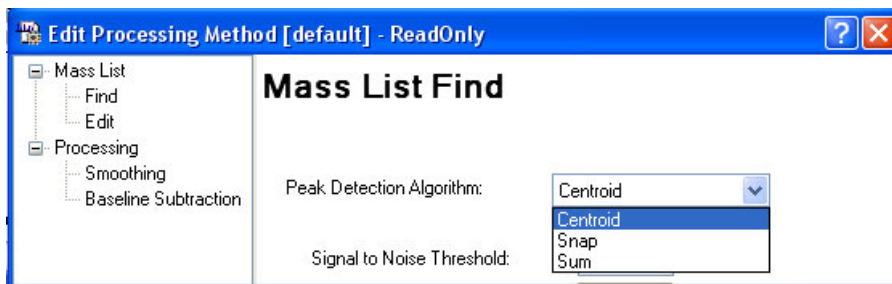 Edit Processing Method [default] - ReadOnly
Mass List
Find
Edit
Processing
Smoothing
Baseline Subtraction
Mass List Find
Peak Detection Algorithm:
Centroid
Centroid
Snap
Sum
Signal to Noise Threshold: